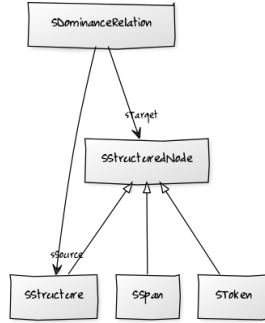 SDominanceRelation
sTarget
SStructuredNode
sSource
SStructure
SSpan
SToken